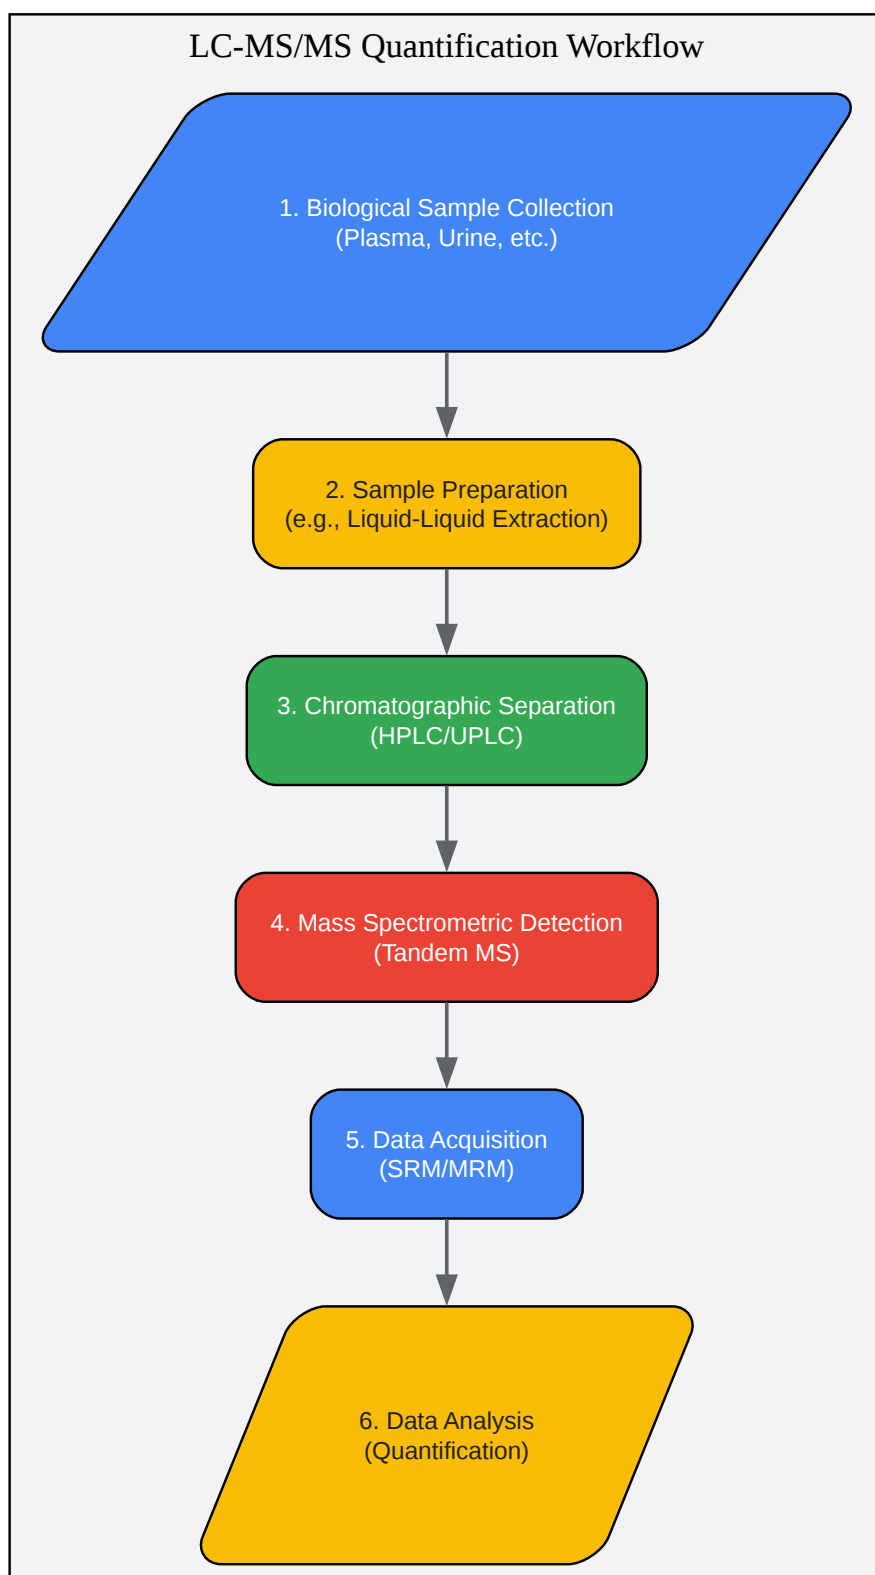 LC-MS/MS Quantification Workflow
1. Biological Sample Collection
(Plasma, Urine, etc.)
2. Sample Preparation
(e.g., Liquid-Liquid Extraction)
3. Chromatographic Separation
(HPLC/UPLC)
4. Mass Spectrometric Detection
(Tandem MS)
5. Data Acquisition
(SRM/MRM)
6. Data Analysis
(Quantification)